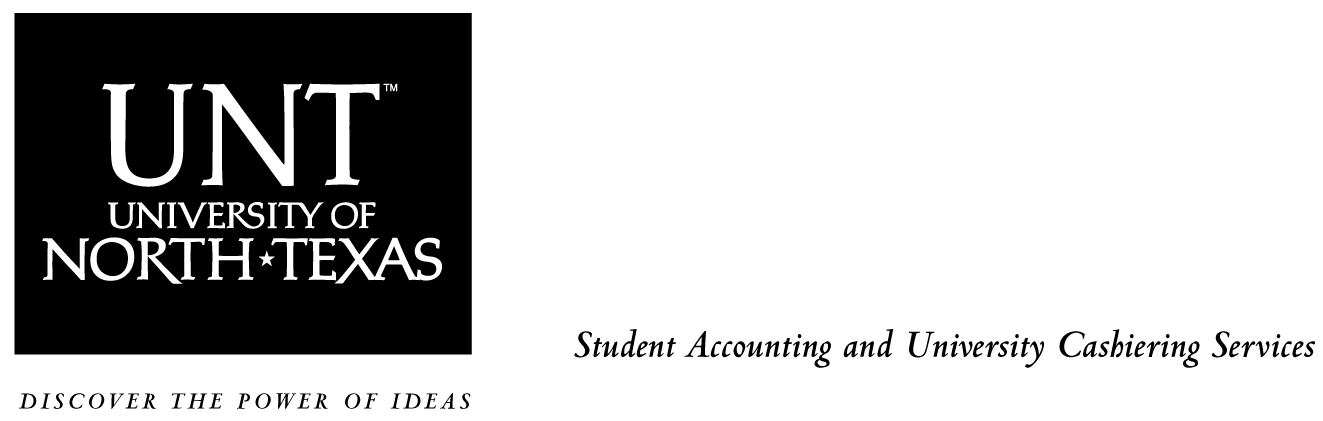 UNT™
UNIVERSITY OF
NORTH★TEXAS
Student Accounting and University Cashiering Services
DISCOVER THE POWER OF IDEAS